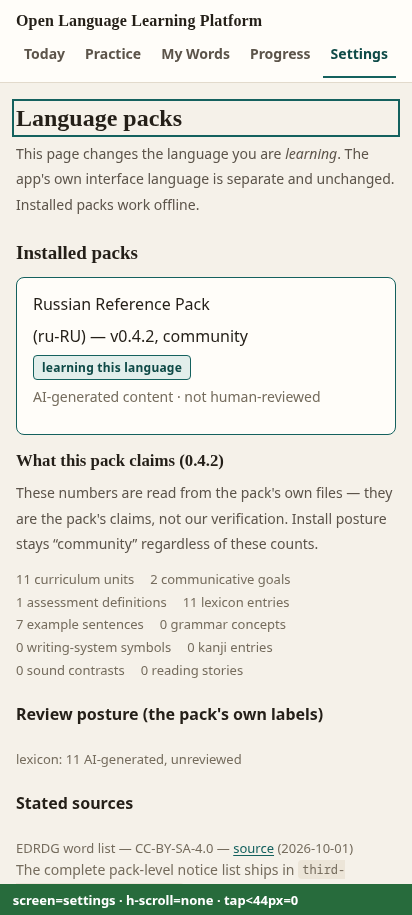 Open Language Learning Platform
Today Practice My Words Progress Settings
Language packs
This page changes the language you are learning. The
app's own interface language is separate and unchanged.
Installed packs work offline.
Installed packs
Russian Reference Pack
(ru-RU) — v0.4.2, community
learning this language
AI-generated content · not human-reviewed
What this pack claims (0.4.2)
These numbers are read from the pack's own files — they
are the pack's claims, not our verification. Install posture
stays “community” regardless of these counts.
11 curriculum units 2 communicative goals
1 assessment definitions 11 lexicon entries
7 example sentences 0 grammar concepts
0 writing-system symbols 0 kanji entries
0 sound contrasts 0 reading stories
Review posture (the pack's own labels)
lexicon: 11 AI-generated, unreviewed
Stated sources
EDRDG word list — CC-BY-SA-4.0 — source (2026-10-01)
The complete pack-level notice list ships in third-
screen=settings · h-scroll=none · tap<44px=0